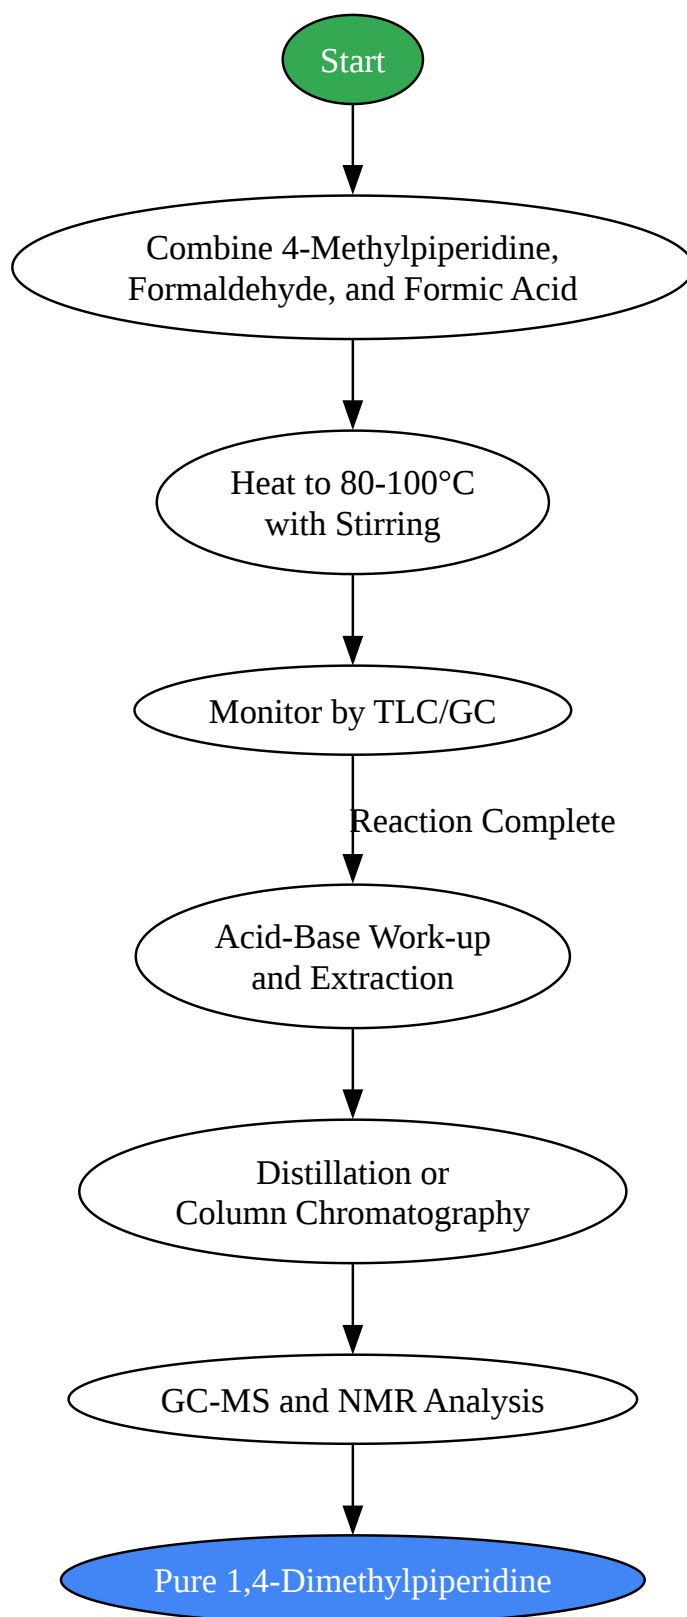 Start
Combine 4-Methylpiperidine,
Formaldehyde, and Formic Acid
Heat to 80-100°C
with Stirring
Monitor by TLC/GC
Reaction Complete
Acid-Base Work-up
and Extraction
Distillation or
Column Chromatography
GC-MS and NMR Analysis
Pure 1,4-Dimethylpiperidine